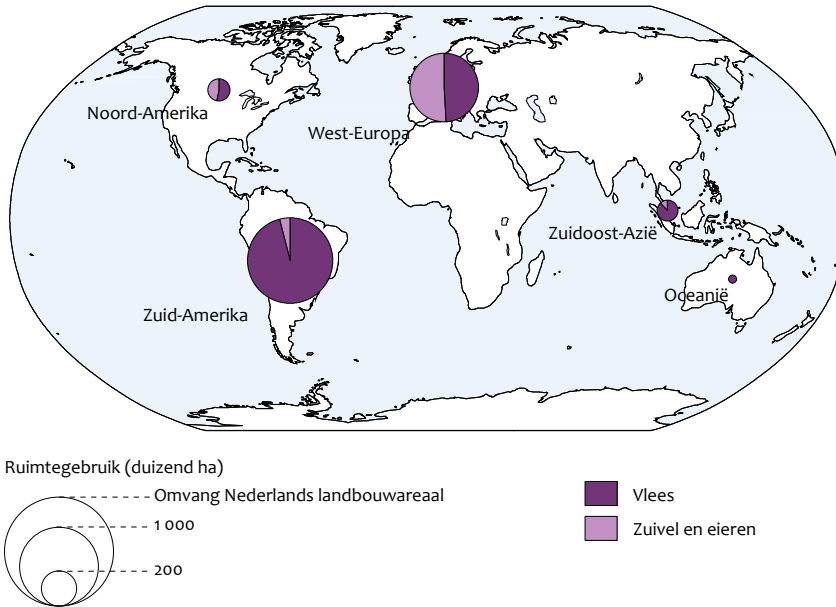 Noord-Amerika
West-Europa
Zuidoost-Azië
Oceanië
Zuid-Amerika
Ruimtegebruik (duizend ha)
Omvang Nederlands landbouwareaal
1 000
200
Vlees
Zuivel en eieren